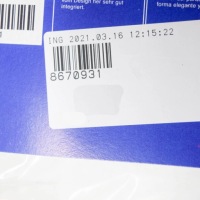 vom Design her sehr gut
integriert.
forma elegante y
ING 2021.03.16 12:15:22
8670931